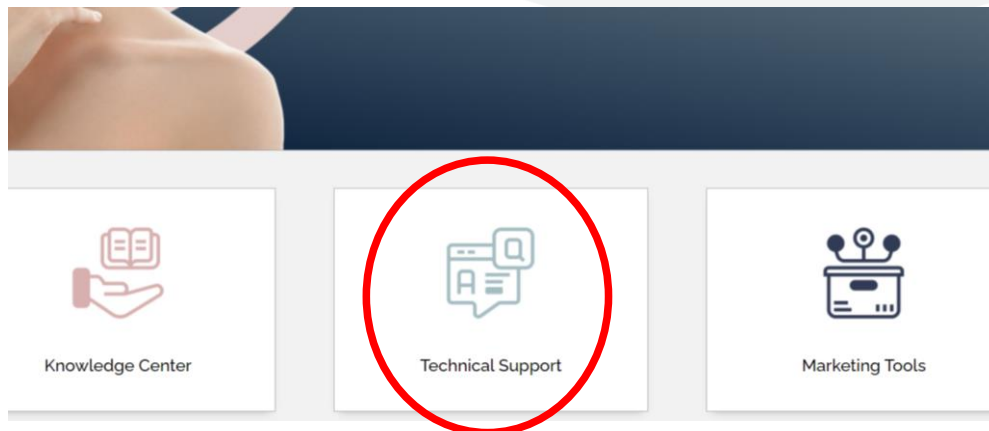 Q
A
Knowledge Center
Technical Support
Marketing Tools